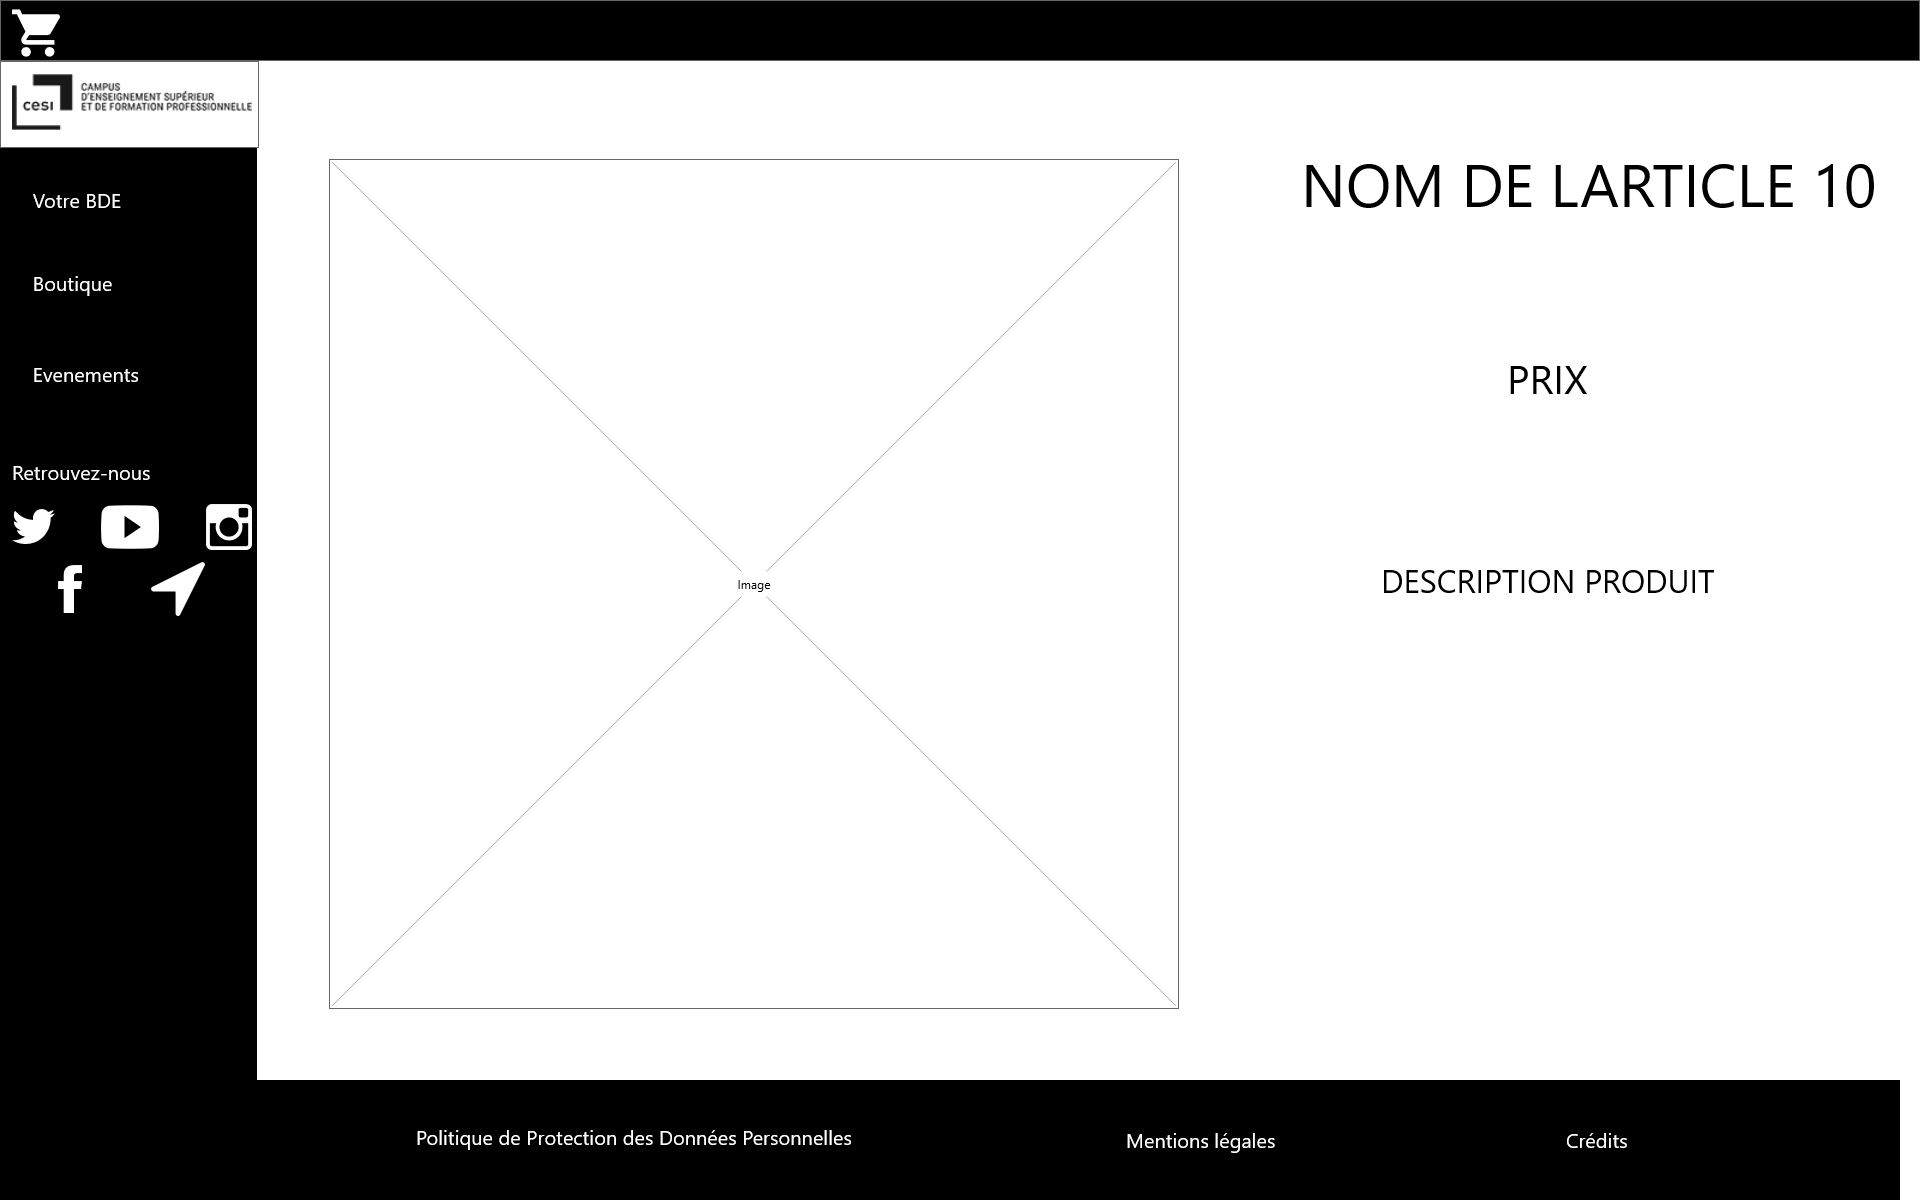 cesi
CAMPUS
D'ENSEIGNEMENT SUPÉRIEUR
ET DE FORMATION PROFESSIONNELLE
Votre BDE
Boutique
Evenements
Retrouvez-nous
Image
NOM DE LARTICLE 10
PRIX
DESCRIPTION PRODUIT
Politique de Protection des Données Personnelles
Mentions légales
Crédits